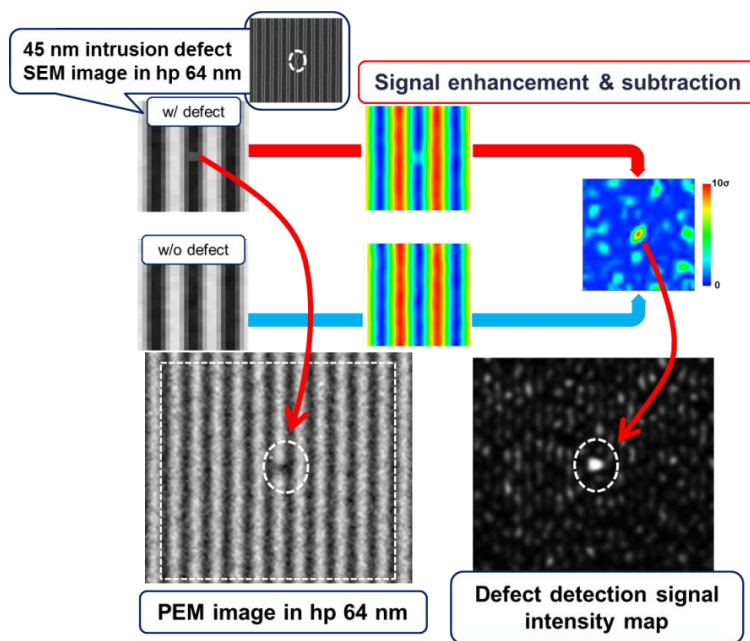 45 nm intrusion defect
SEM image in hp 64 nm
Signal enhancement & subtraction
w/ defect
10σ
0
w/o defect
PEM image in hp 64 nm
Defect detection signal
intensity map